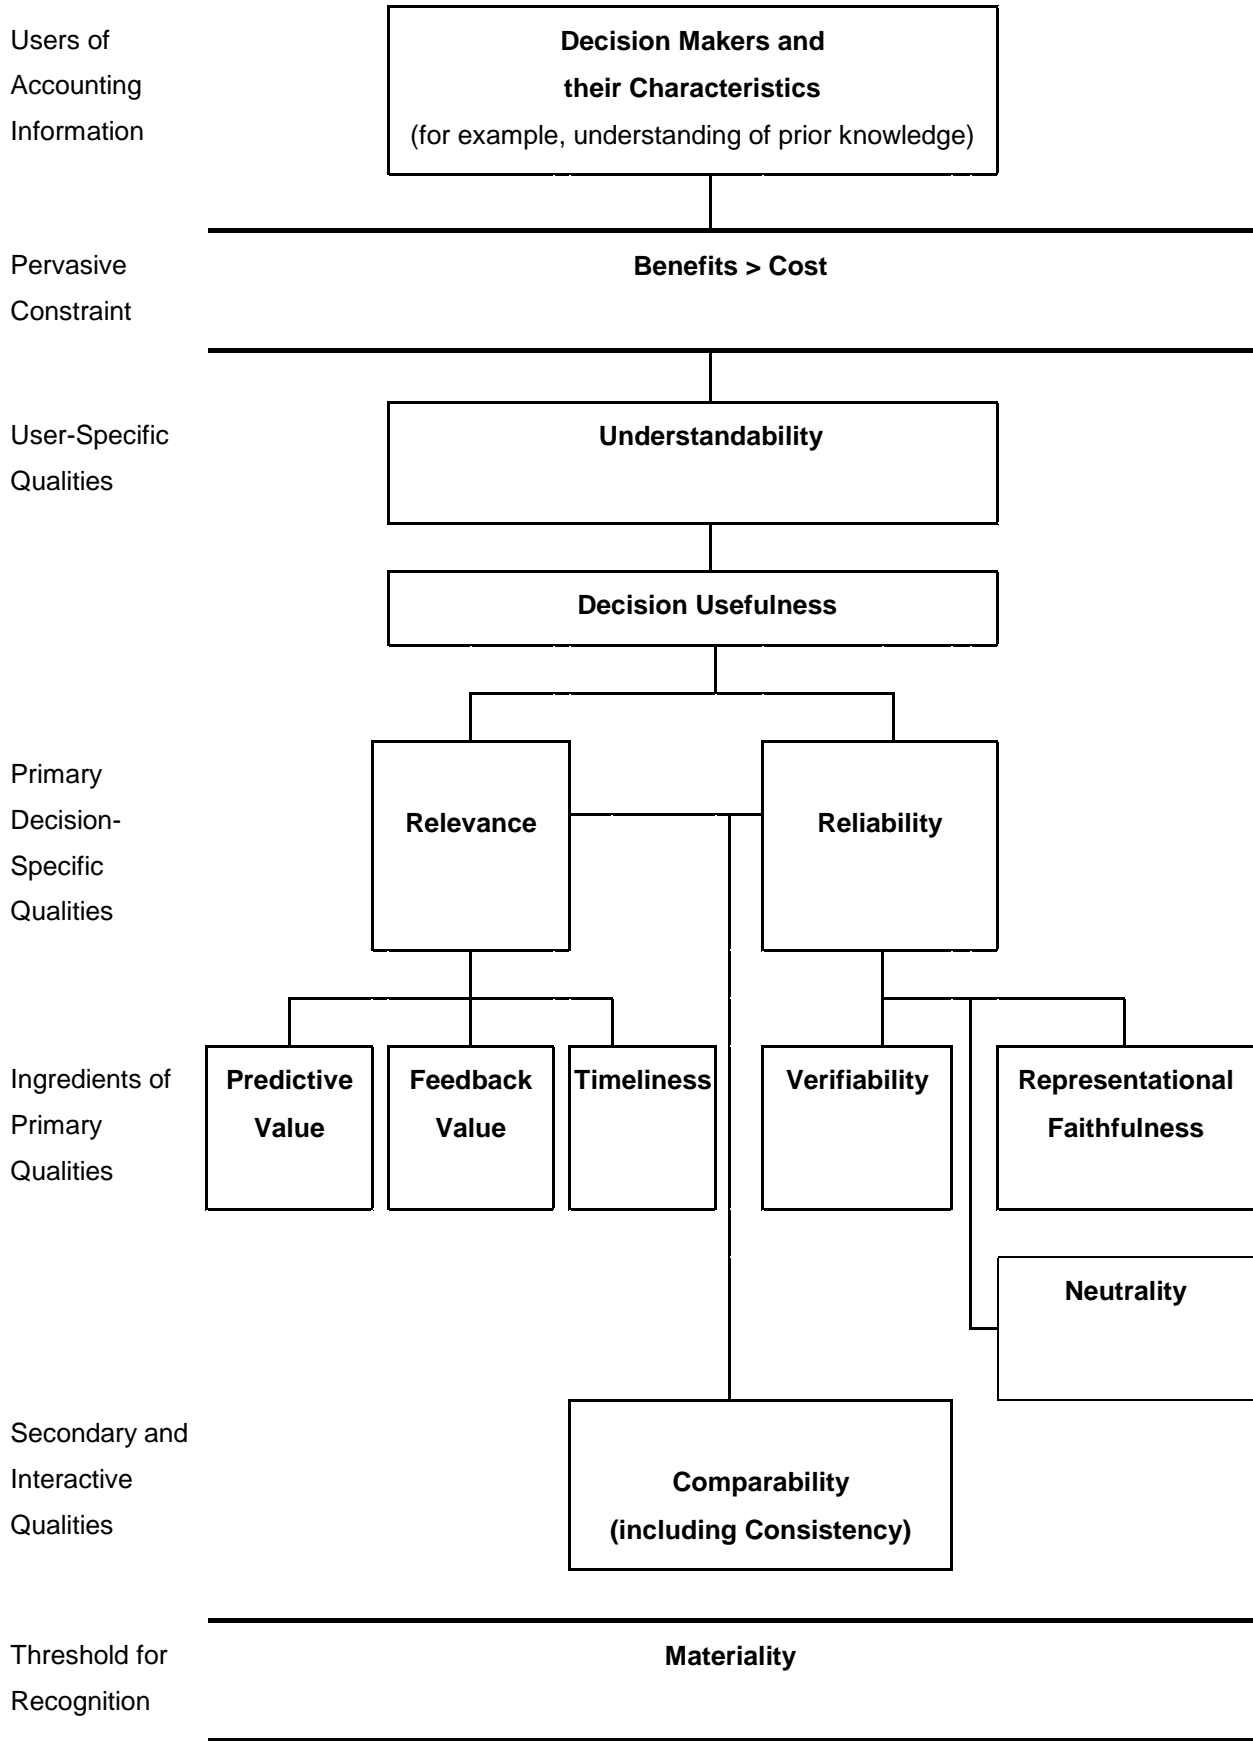 Users of
Accounting
Information
Decision Makers and
their Characteristics
(for example, understanding of prior knowledge)
Pervasive
Constraint
Benefits > Cost
User-Specific
Qualities
Understandability
Decision Usefulness
Primary
Decision-
Specific
Qualities
Relevance
Reliability
Ingredients of
Primary
Qualities
Predictive
Value
Feedback
Value
Timeliness
Verifiability
Representational
Faithfulness
Neutrality
Secondary and
Interactive
Qualities
Comparability
(including Consistency)
Threshold for
Recognition
Materiality